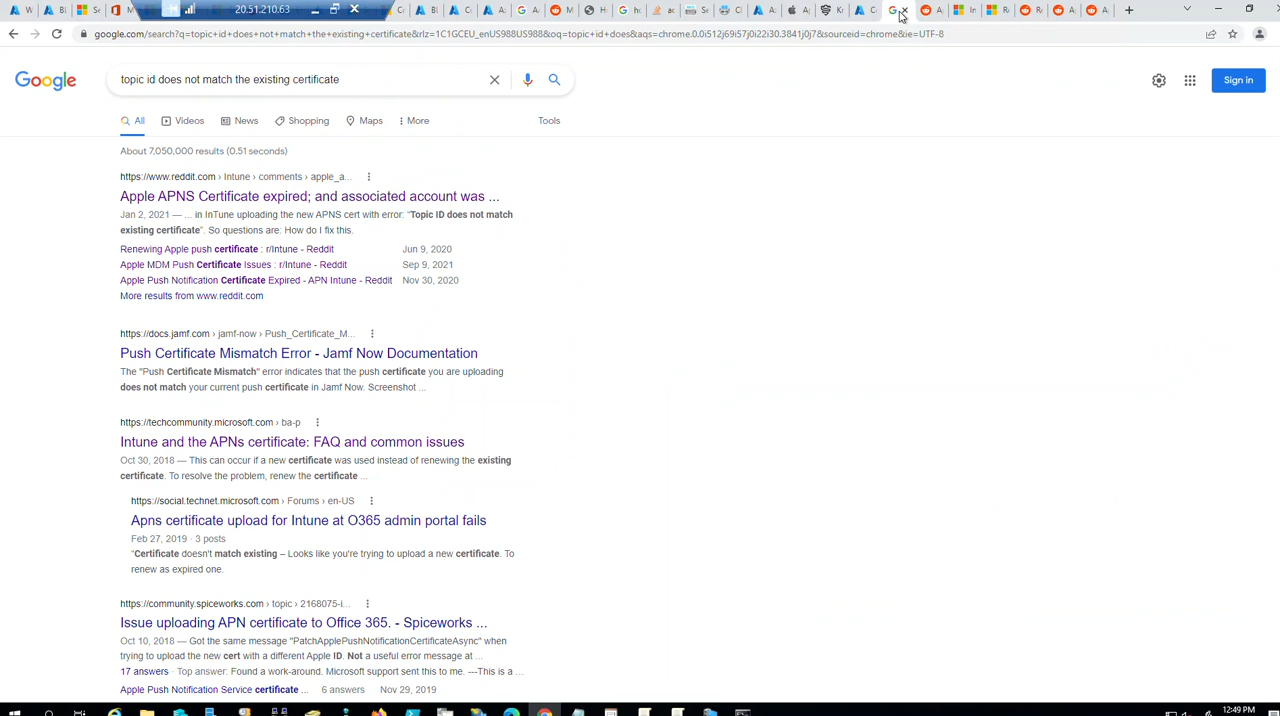 20.51.210.63
google.com/search?q=topic+id+does+not+match+the+existing+certificate&rlz=1C1GCEU_enUS988US988&oq=topic+id+does&aqs=chrome.0.0i512j69i57j0i22i30.3841j0j7&sourceid=chrome&ie=UTF-8
Google
topic id does not match the existing certificate
Sign in
All Videos News Shopping Maps More Tools
About 7,050,000 results (0.51 seconds)
https://www.reddit.com › Intune › comments › apple_a...
Apple APNS Certificate expired; and associated account was ...
Jan 2, 2021 — ... in InTune uploading the new APNS cert with error: "Topic ID does not match
existing certificate". So questions are: How do I fix this.
Renewing Apple push certificate : r/Intune - Reddit Jun 9, 2020
Apple MDM Push Certificate Issues : r/Intune - Reddit Sep 9, 2021
Apple Push Notification Certificate Expired - APN Intune - Reddit Nov 30, 2020
More results from www.reddit.com
https://docs.jamf.com › jamf-now › Push_Certificate_M...
Push Certificate Mismatch Error - Jamf Now Documentation
The "Push Certificate Mismatch" error indicates that the push certificate you are uploading
does not match your current push certificate in Jamf Now. Screenshot ...
https://techcommunity.microsoft.com › ba-p
Intune and the APNs certificate: FAQ and common issues
Oct 30, 2018 — This can occur if a new certificate was used instead of renewing the existing
certificate. To resolve the problem, renew the certificate ...
https://social.technet.microsoft.com › Forums › en-US
Apns certificate upload for Intune at O365 admin portal fails
Feb 27, 2019 · 3 posts
"Certificate doesn't match existing – Looks like you're trying to upload a new certificate. To
renew as expired one.
https://community.spiceworks.com › topic › 2168075-i...
Issue uploading APN certificate to Office 365. - Spiceworks ...
Oct 10, 2018 — Got the same message "PatchApplePushNotificationCertificateAsync" when
trying to upload the new cert with a different Apple ID. Not a useful error message at ...
17 answers · Top answer: Found a work-around. Microsoft support sent this to me. ---This is a ...
Apple Push Notification Service certificate ... 6 answers Nov 29, 2019
12:49 PM